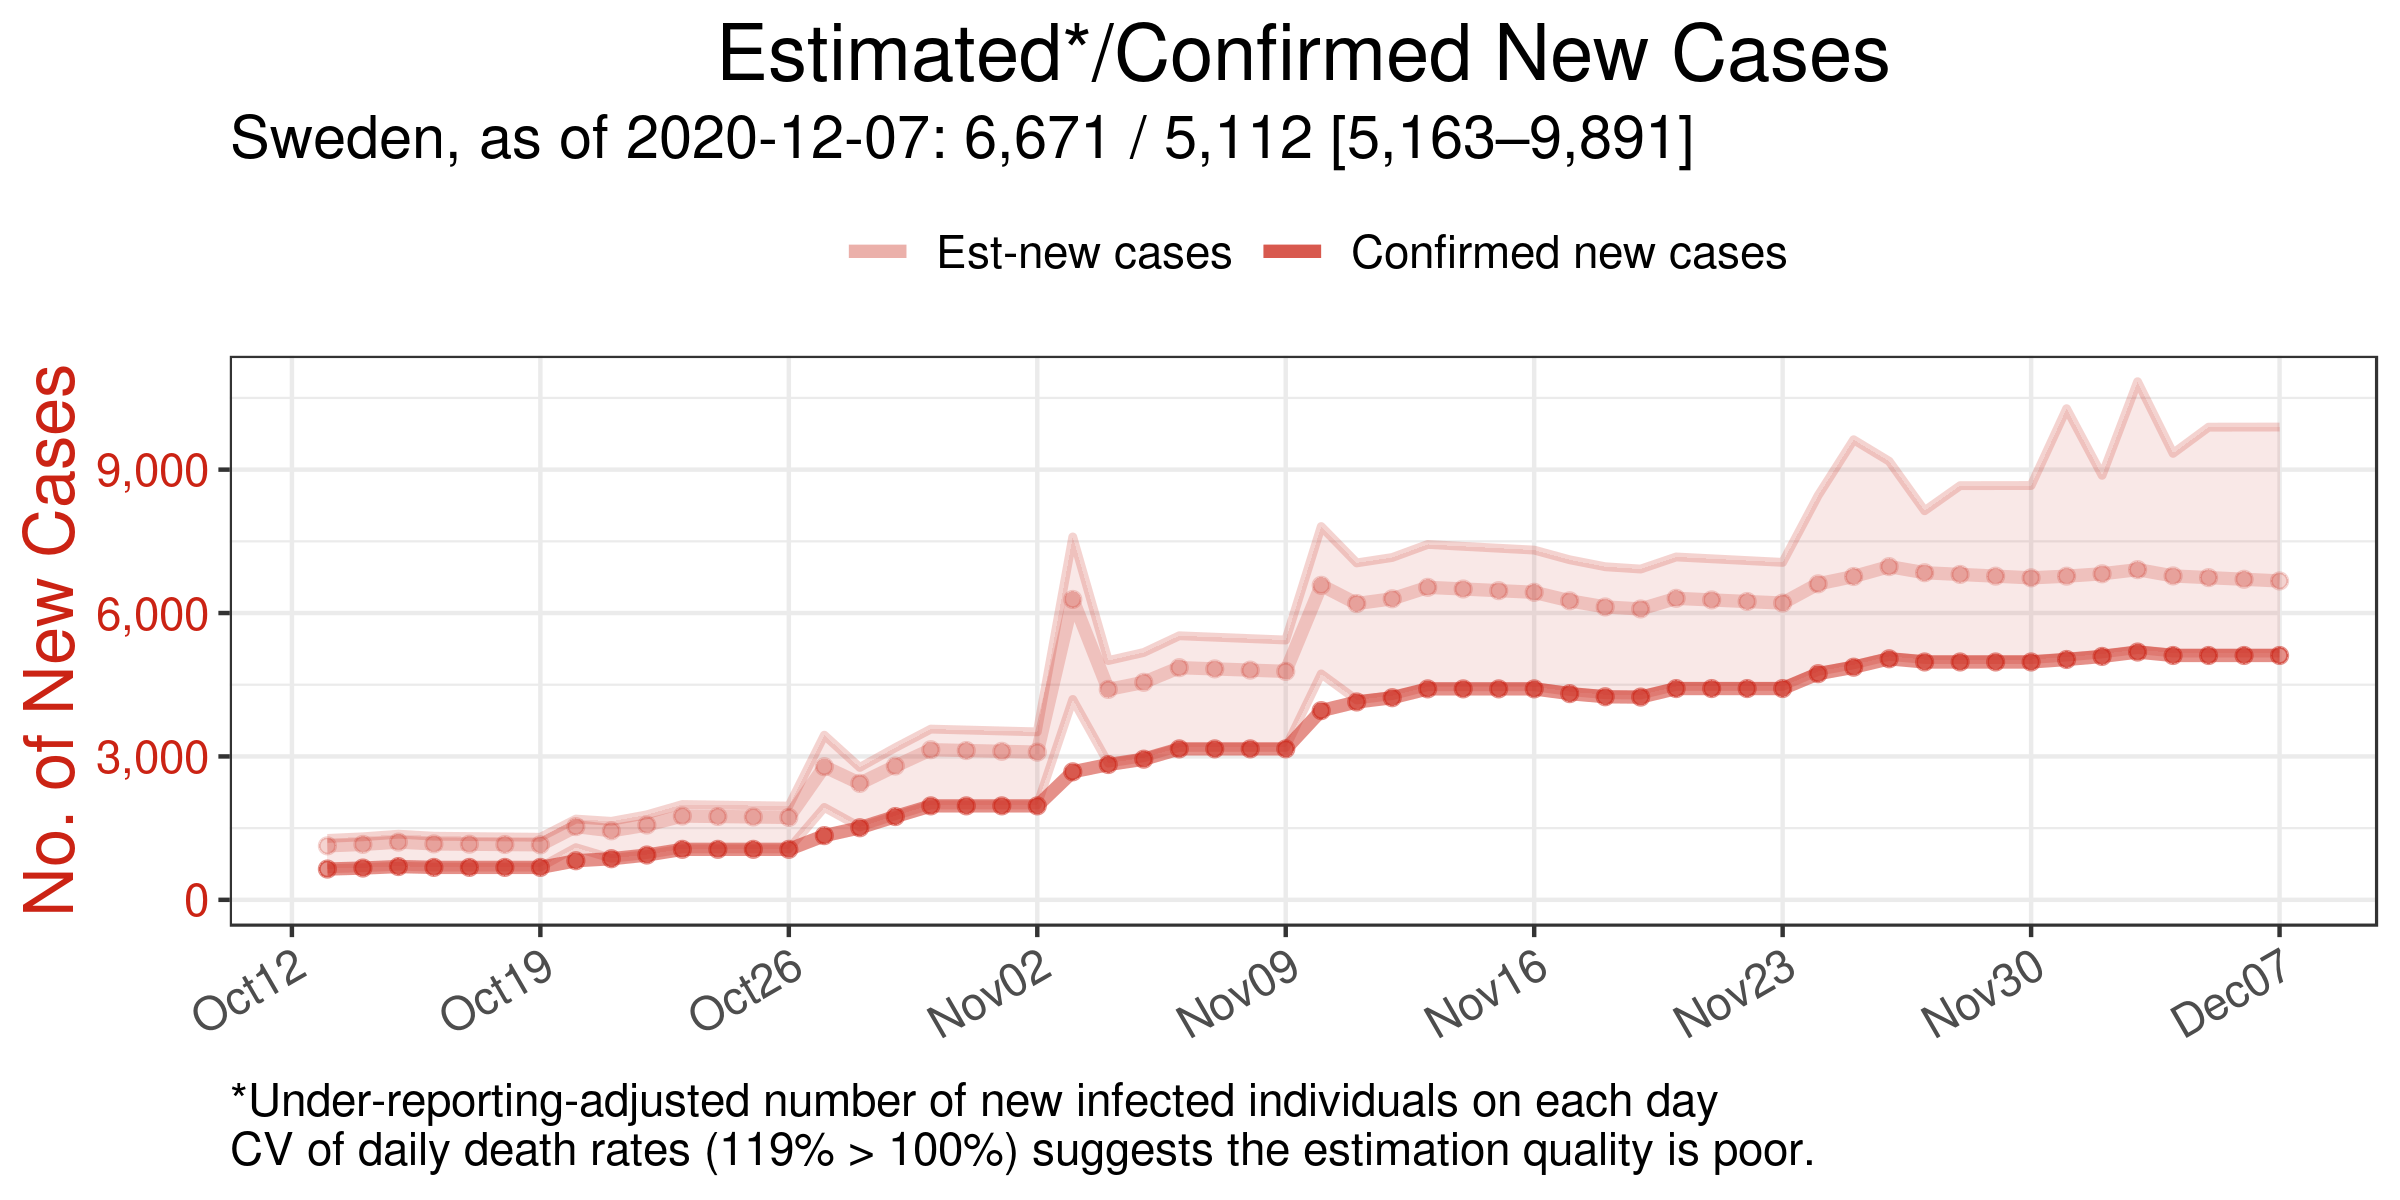 Estimated*/Confirmed New Cases
Sweden, as of 2020-12-07: 6,671 / 5,112 [5,163–9,891]
Est-new cases Confirmed new cases
No. of New Cases
9,000
6,000
3,000
0
Oct12 Oct19 Oct26 Nov02 Nov09 Nov16 Nov23 Nov30 Dec07
*Under-reporting-adjusted number of new infected individuals on each day
CV of daily death rates (119% > 100%) suggests the estimation quality is poor.